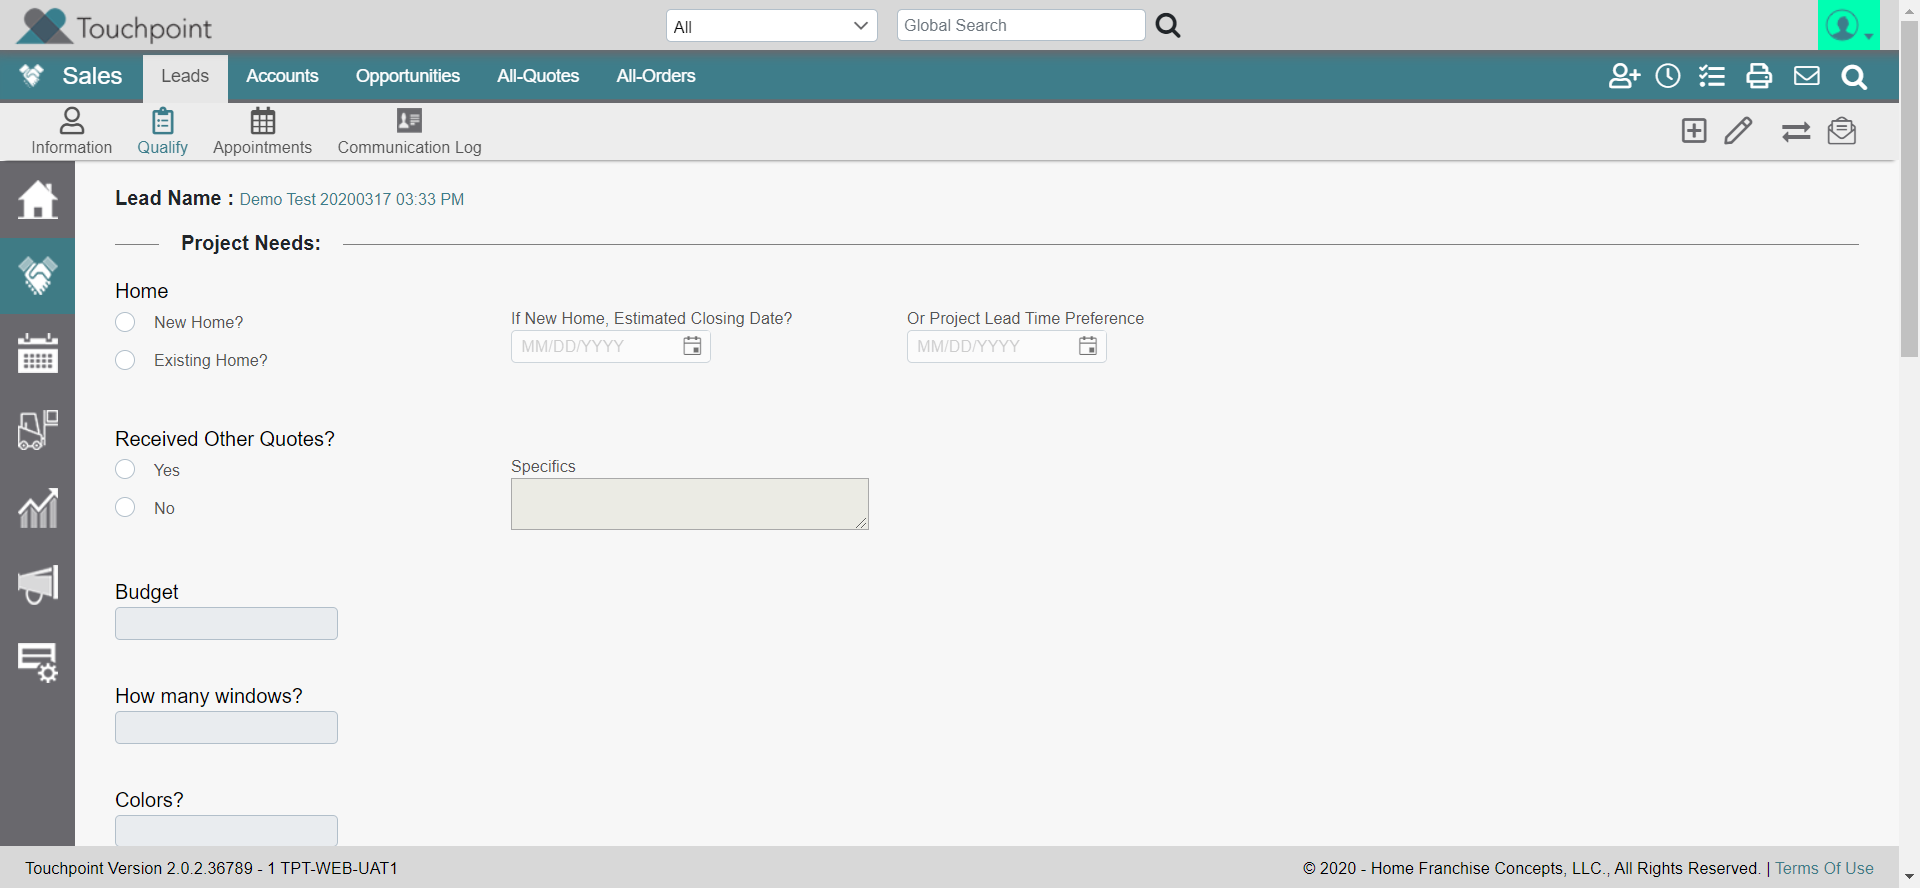 Touchpoint
All
Global Search
Sales
Leads
Accounts
Opportunities
All-Quotes
All-Orders
Information
Qualify
Appointments
Communication Log
Lead Name : Demo Test 20200317 03:33 PM
Project Needs:
Home
New Home?
Existing Home?
If New Home, Estimated Closing Date?
MM/DD/YYYY
Or Project Lead Time Preference
MM/DD/YYYY
Received Other Quotes?
Yes
No
Specifics
Budget
How many windows?
Colors?
Touchpoint Version 2.0.2.36789 - 1 TPT-WEB-UAT1
© 2020 - Home Franchise Concepts, LLC., All Rights Reserved. | Terms Of Use